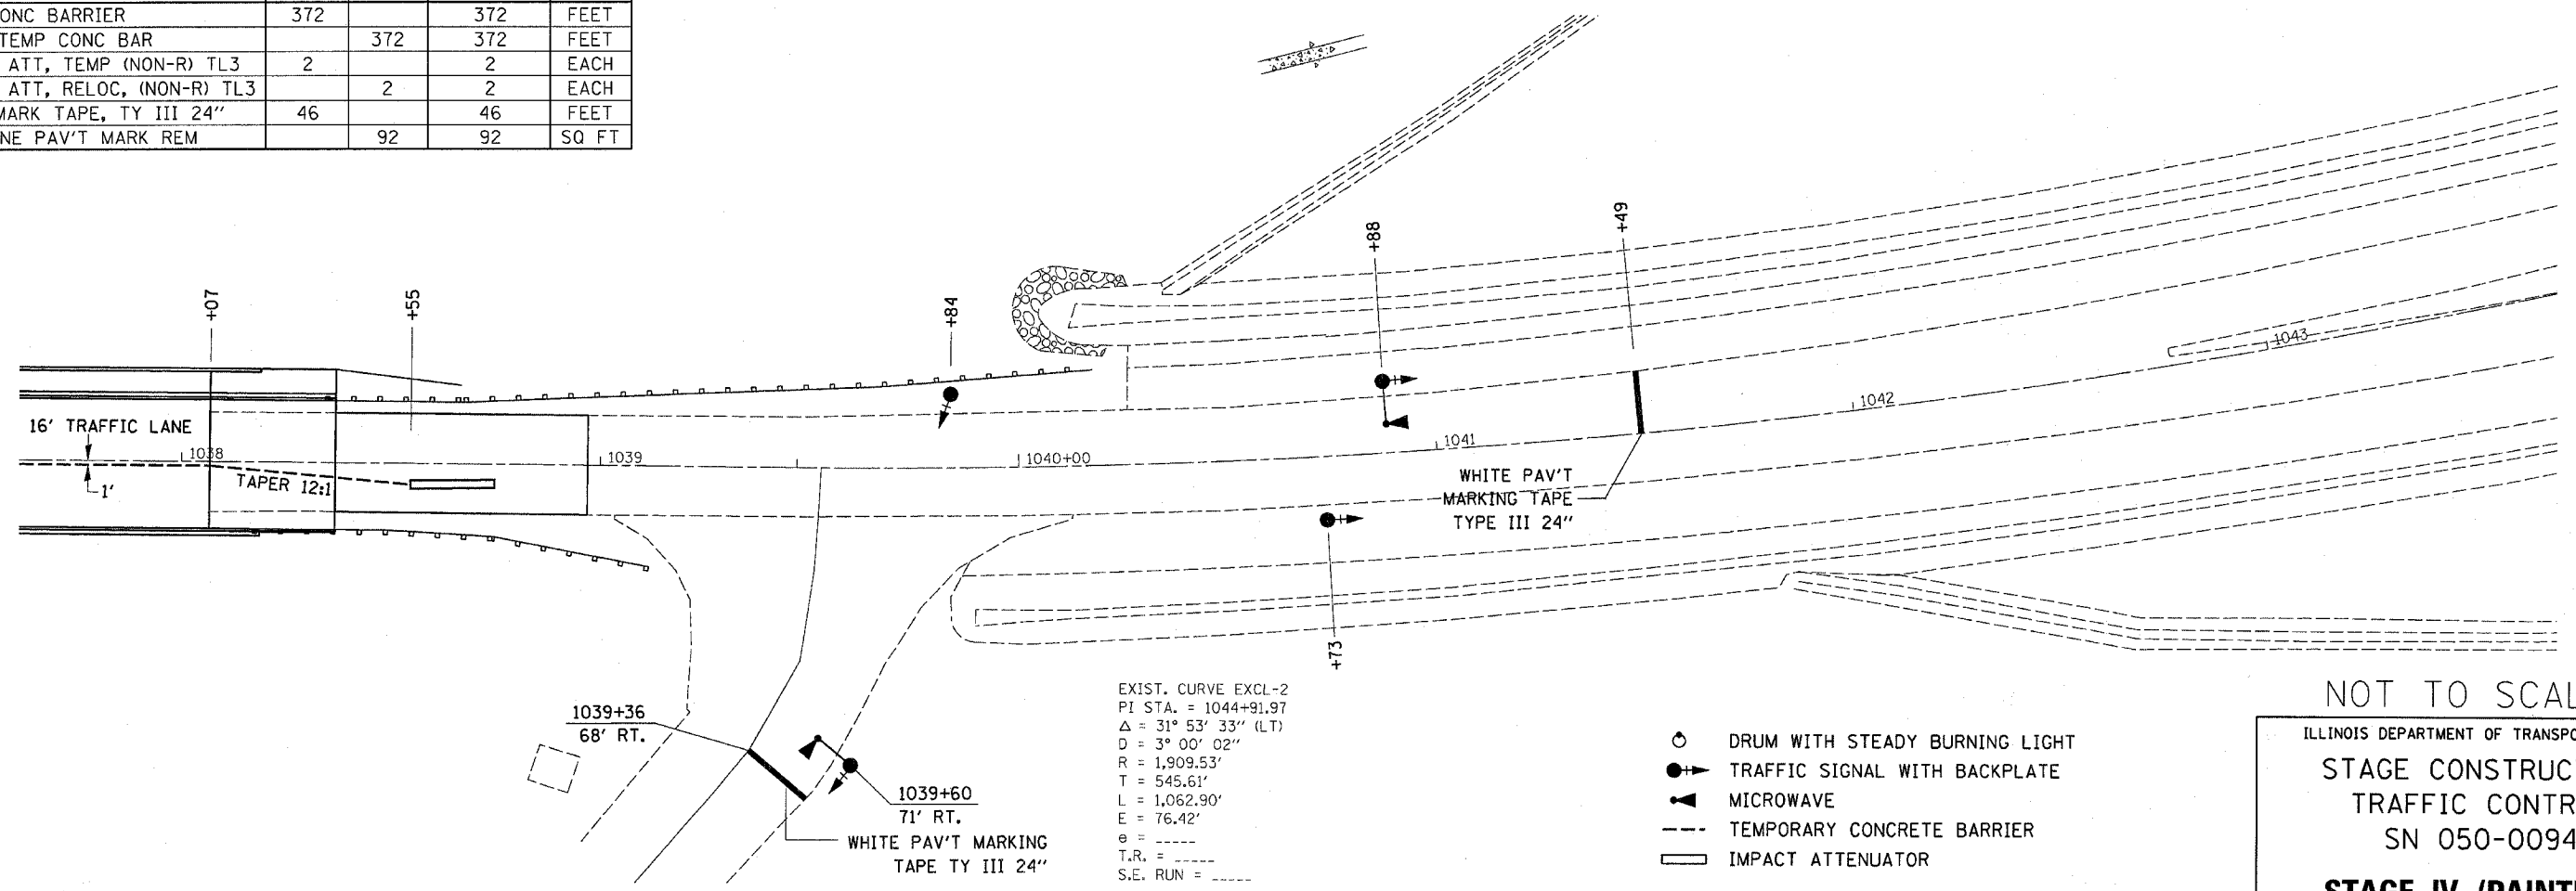 ONC BARRIER 372 372 FEET
TEMP CONC BAR 372 372 FEET
ATT, TEMP (NON-R) TL3 2 2 EACH
ATT, RELOC, (NON-R) TL3 2 2 EACH
MARK TAPE, TY III 24" 46 46 FEET
NE PAV'T MARK REM 92 92 SQ FT
+07
+55
+84
+88
+49
16' TRAFFIC LANE
1'
1038
TAPER 12:1
1039
1040+00
1041
1042
1043
WHITE PAV'T
MARKING TAPE
TYPE III 24"
+73
1039+36
68' RT.
1039+60
71' RT.
WHITE PAV'T MARKING
TAPE TY III 24"
EXIST. CURVE EXCL-2
PI STA. = 1044+91.97
Δ = 31° 53' 33" (LT)
D = 3° 00' 02"
R = 1,909.53'
T = 545.61'
L = 1,062.90'
E = 76.42'
e = -----
T.R. = -----
S.E. RUN = -----
DRUM WITH STEADY BURNING LIGHT
TRAFFIC SIGNAL WITH BACKPLATE
MICROWAVE
TEMPORARY CONCRETE BARRIER
IMPACT ATTENUATOR
NOT TO SCAL
ILLINOIS DEPARTMENT OF TRANSPO
STAGE CONSTRUC
TRAFFIC CONTR
SN 050-0094
STAGE IV (PAINT